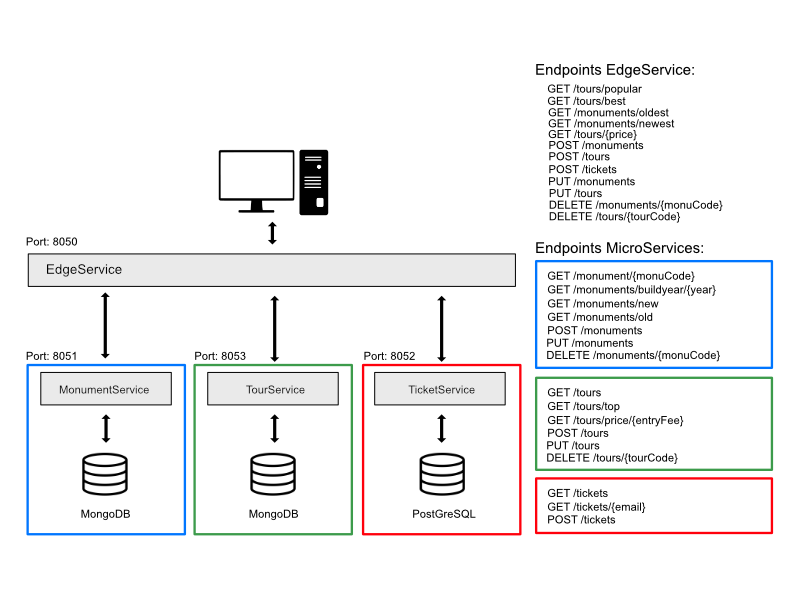 Endpoints EdgeService:
GET /tours/popular
GET /tours/best
GET /monuments/oldest
GET /monuments/newest
GET /tours/{price}
POST /monuments
POST /tours
POST /tickets
PUT /monuments
PUT /tours
DELETE /monuments/{monuCode}
DELETE /tours/{tourCode}
Port: 8050
EdgeService
Port: 8051
MonumentService
MongoDB
Port: 8053
TourService
MongoDB
Port: 8052
TicketService
PostGreSQL
Endpoints MicroServices:
GET /monument/{monuCode}
GET /monuments/buildyear/{year}
GET /monuments/new
GET /monuments/old
POST /monuments
PUT /monuments
DELETE /monuments/{monuCode}
GET /tours
GET /tours/top
GET /tours/price/{entryFee}
POST /tours
PUT /tours
DELETE /tours/{tourCode}
GET /tickets
GET /tickets/{email}
POST /tickets